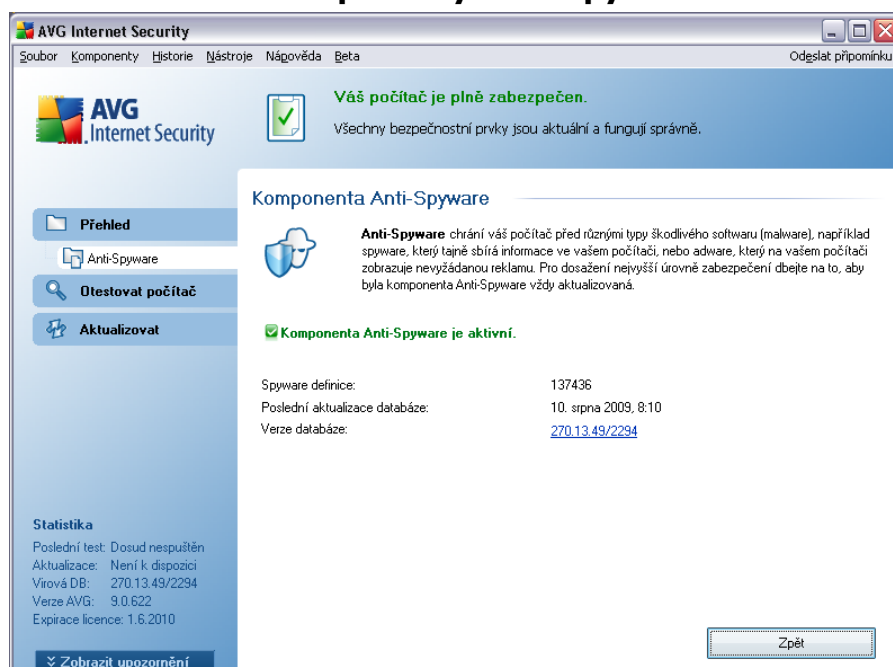 AVG Internet Security
Soubor Komponenty Historie Nástroje Nápověda Beta Odeslat připomínku
AVG
Internet Security
Váš počítač je plně zabezpečen.
Všechny bezpečnostní prvky jsou aktuální a fungují správně.
Přehled
Anti-Spyware
Otestovat počítač
Aktualizovat
Komponenta Anti-Spyware
Anti-Spyware chrání váš počítač před různými typy škodlivého softwaru (malware), například
spyware, který tajně sbírá informace ve vašem počítači, nebo adware, který na vašem počítači
zobrazuje nevyžádanou reklamu. Pro dosažení nejvyšší úrovně zabezpečení dbejte na to, aby
byla komponenta Anti-Spyware vždy aktualizovaná.
Komponenta Anti-Spyware je aktivní.
Spyware definice: 137436
Poslední aktualizace databáze: 10. srpna 2009, 8:10
Verze databáze: 270.13.49/2294
Statistika
Poslední test: Dosud nespuštěn
Aktualizace: Není k dispozici
Virová DB: 270.13.49/2294
Verze AVG: 9.0.622
Expirace licence: 1.6.2010
Zobrazit upozornění
Zpět